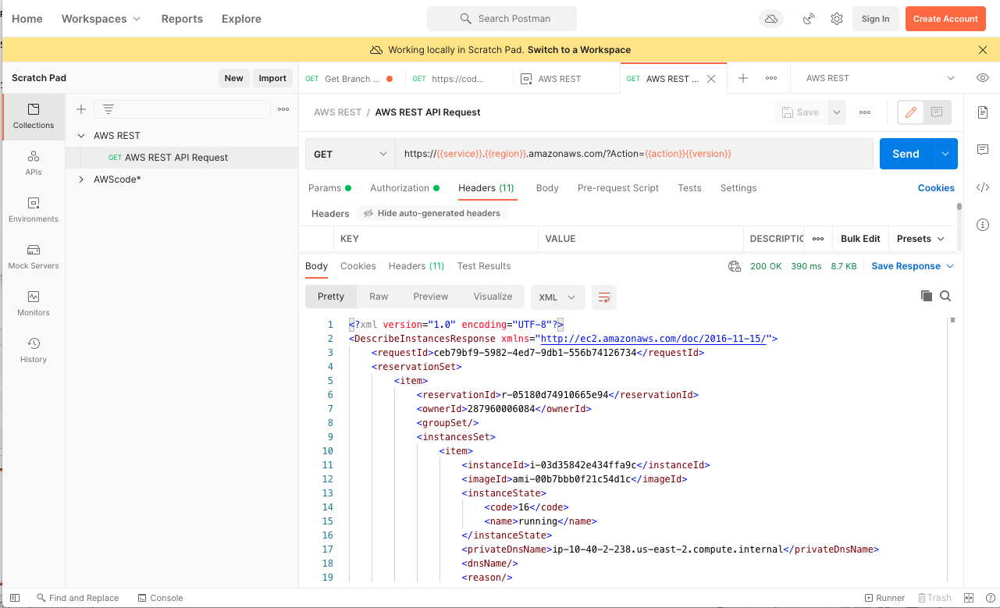 Home Workspaces Reports Explore Search Postman Sign In Create Account
Working locally in Scratch Pad. Switch to a Workspace
Scratch Pad New Import
GET Get Branch ... GET https://cod... AWS REST GET AWS REST ... AWS REST
Collections
APIs
Environments
Mock Servers
Monitors
History
AWS REST
GET AWS REST API Request
AWScode*
AWS REST / AWS REST API Request Save
GET https://{{service}}.{{region}}.amazonaws.com/?Action={{action}}{{version}} Send
Params Authorization Headers (11) Body Pre-request Script Tests Settings Cookies
Headers Hide auto-generated headers
KEY VALUE DESCRIPTIO Bulk Edit Presets
Body Cookies Headers (11) Test Results 200 OK 390 ms 8.7 KB Save Response
Pretty Raw Preview Visualize XML
1 <?xml version="1.0" encoding="UTF-8"?>
2 <DescribeInstancesResponse xmlns="http://ec2.amazonaws.com/doc/2016-11-15/">
3 <requestId>ceb79bf9-5982-4ed7-9db1-556b74126734</requestId>
4 <reservationSet>
5 <item>
6 <reservationId>r-05180d74910665e94</reservationId>
7 <ownerId>287960006084</ownerId>
8 <groupSet/>
9 <instancesSet>
10 <item>
11 <instanceId>i-03d35842e434ffa9c</instanceId>
12 <imageId>ami-00b7bbb0f21c54d1c</imageId>
13 <instanceState>
14 <code>16</code>
15 <name>running</name>
16 </instanceState>
17 <privateDnsName>ip-10-40-2-238.us-east-2.compute.internal</privateDnsName>
18 <dnsName/>
19 <reason/>
Find and Replace Console Runner Trash